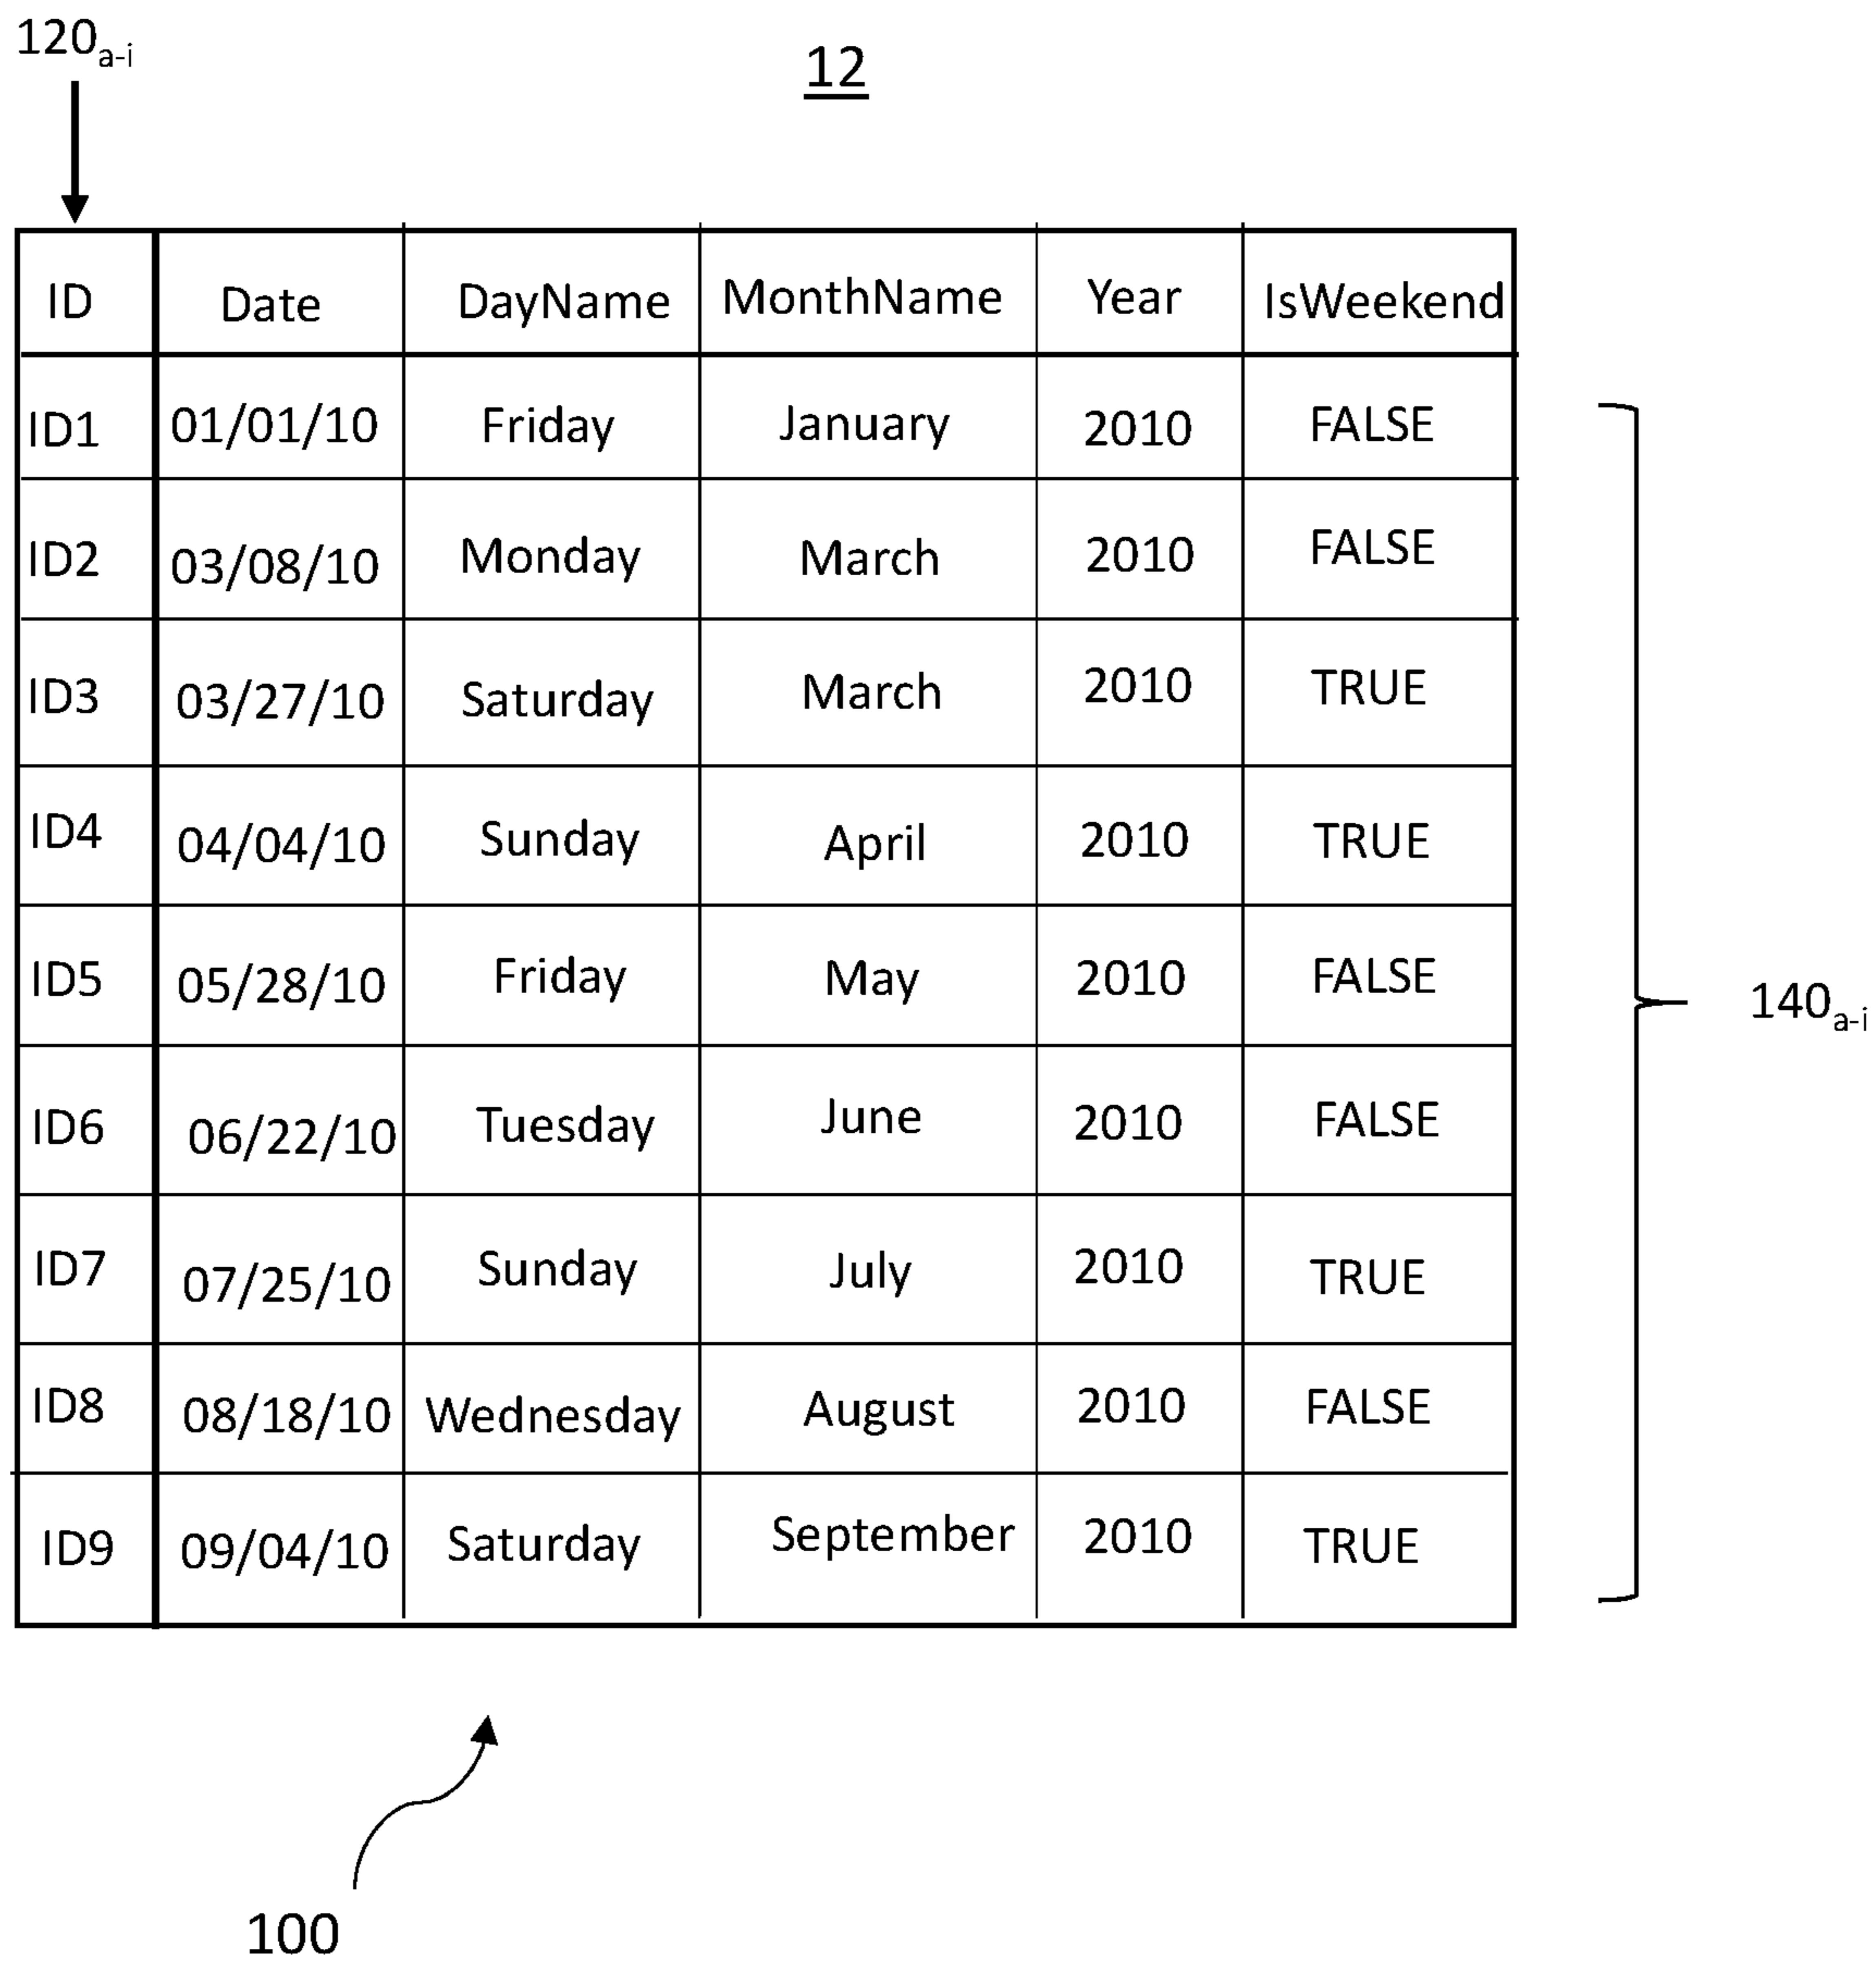 120a-i
12
ID Date DayName MonthName Year IsWeekend
ID1 01/01/10 Friday January 2010 FALSE
ID2 03/08/10 Monday March 2010 FALSE
ID3 03/27/10 Saturday March 2010 TRUE
ID4 04/04/10 Sunday April 2010 TRUE
ID5 05/28/10 Friday May 2010 FALSE
140a-i
ID6 06/22/10 Tuesday June 2010 FALSE
ID7 07/25/10 Sunday July 2010 TRUE
ID8 08/18/10 Wednesday August 2010 FALSE
ID9 09/04/10 Saturday September 2010 TRUE
100